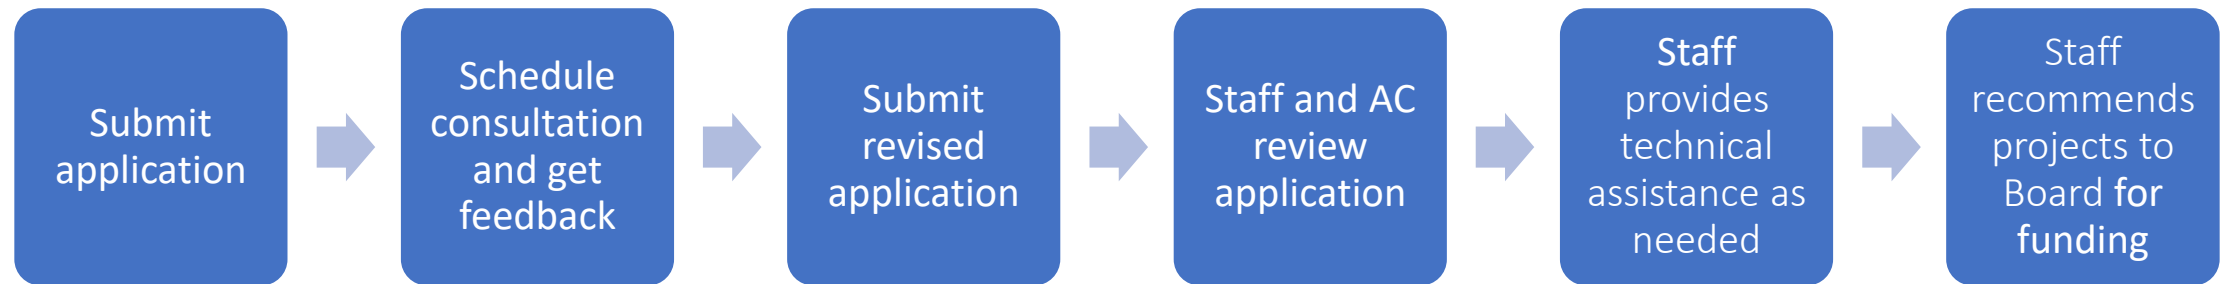 Submit
application
Schedule
consultation
and get
feedback
Submit
revised
application
Staff and AC
review
application
Staff
provides
technical
assistance as
needed
Staff
recommends
projects to
Board for
funding